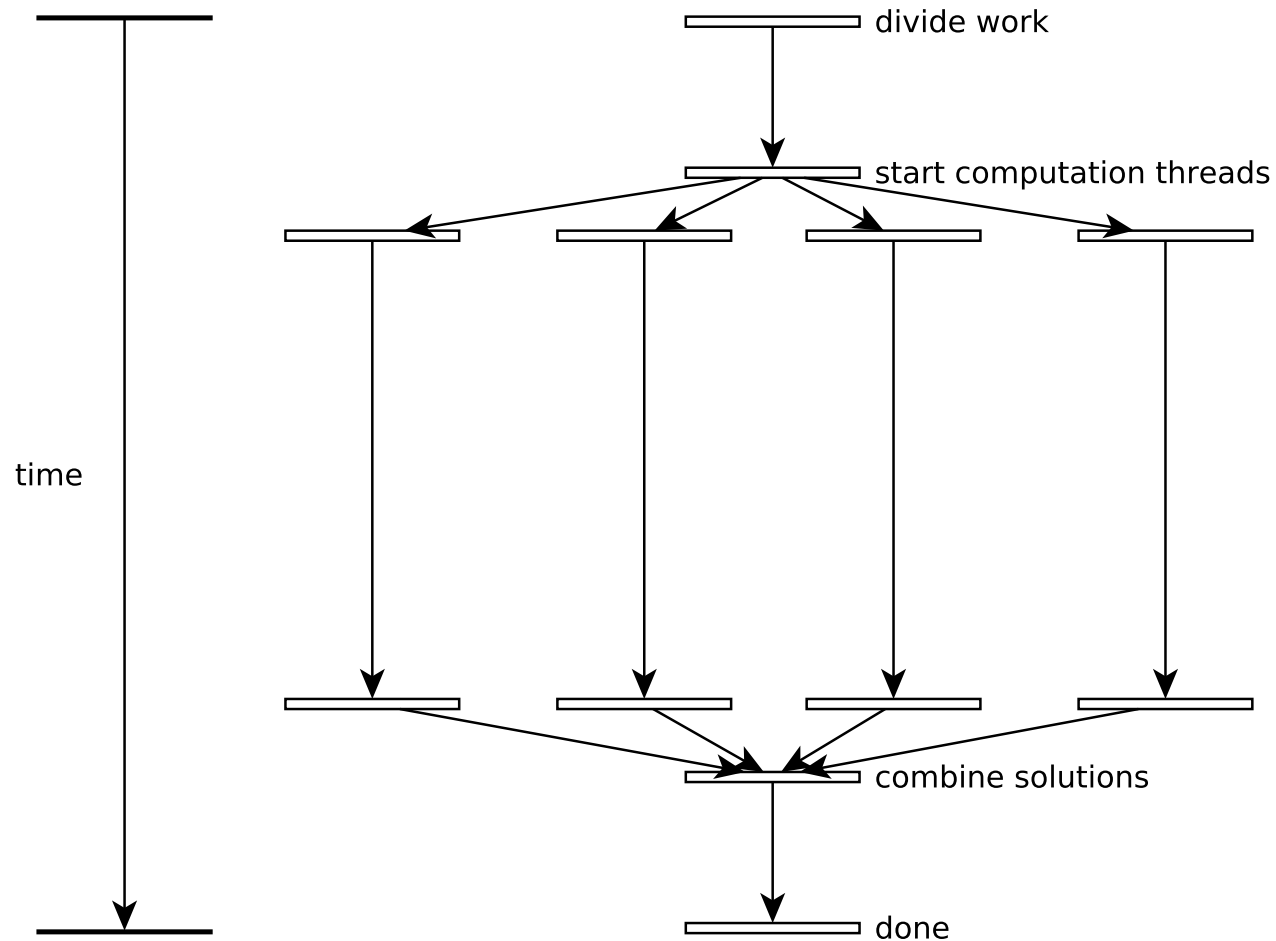 divide work
start computation threads
time
combine solutions
done